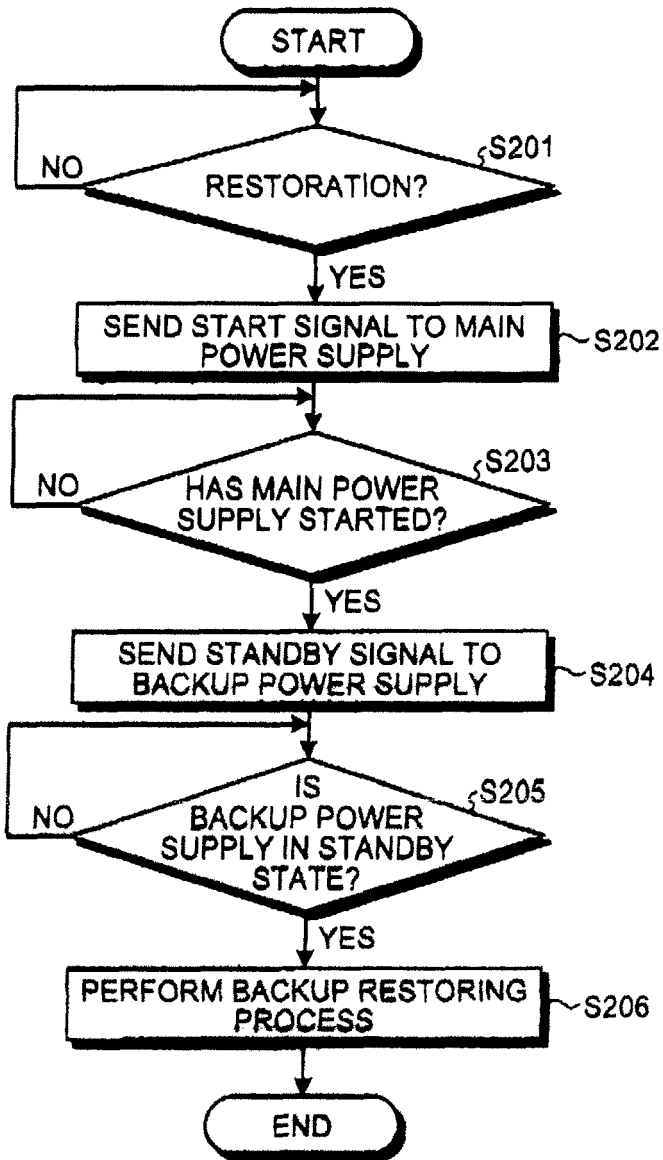 START
S201
NO
RESTORATION?
YES
SEND START SIGNAL TO MAIN
POWER SUPPLY
S202
S203
NO
HAS MAIN POWER
SUPPLY STARTED?
YES
SEND STANDBY SIGNAL TO
BACKUP POWER SUPPLY
S204
IS
S205
NO
BACKUP POWER
SUPPLY IN STANDBY
STATE?
YES
PERFORM BACKUP RESTORING
PROCESS
S206
END